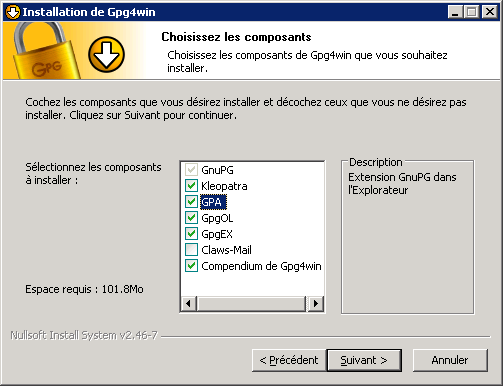 Installation de Gpg4win
GPG
Choisissez les composants
Choisissez les composants de Gpg4win que vous souhaitez
installer.
Cochez les composants que vous désirez installer et décochez ceux que vous ne désirez pas
installer. Cliquez sur Suivant pour continuer.
Sélectionnez les composants
à installer :
GnuPG
Kleopatra
GPA
GpgOL
GpgEX
Claws-Mail
Compendium de Gpg4win
Description
Extension GnuPG dans
l'Explorateur
Espace requis : 101.8Mo
Nullsoft Install System v2.46-7
< Précédent
Suivant >
Annuler